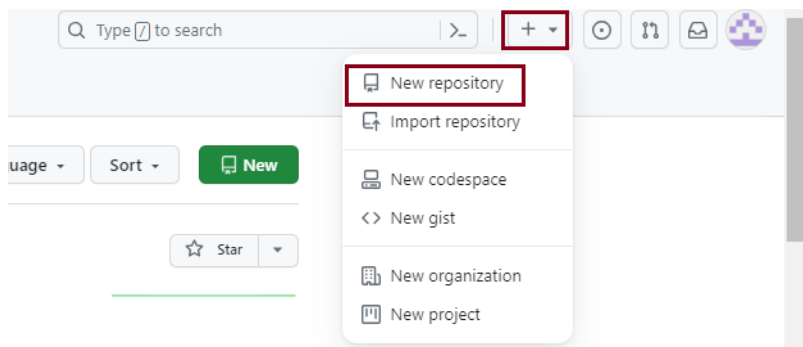 Type / to search
New repository
Import repository
uage
Sort
New
New codespace
New gist
Star
New organization
New project